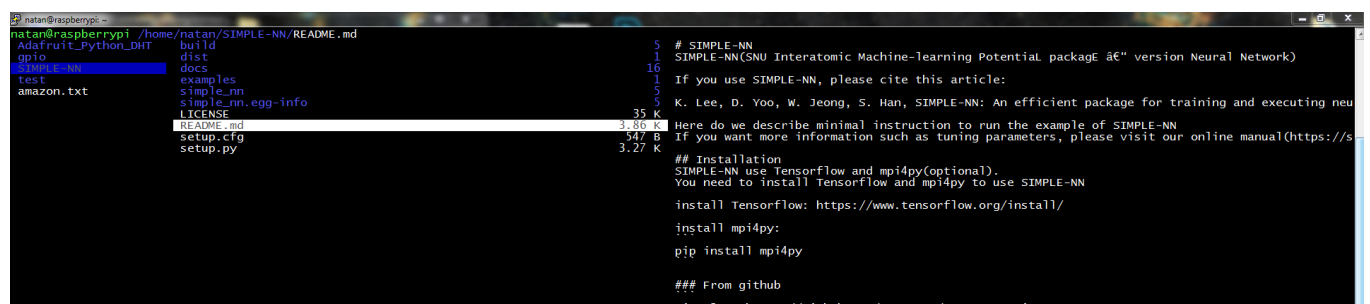 natan@raspberrypi: ~
natan@raspberrypi /home/natan/SIMPLE-NN/README.md
Adafruit_Python_DHT build 5 # SIMPLE-NN
gpio dist 1 SIMPLE-NN(SNU Interatomic Machine-learning PotentiaL packagE â€“ version Neural Network)
SIMPLE-NN docs 16
test examples 1 If you use SIMPLE-NN, please cite this article:
amazon.txt simple_nn 5
simple_nn.egg-info 5 K. Lee, D. Yoo, W. Jeong, S. Han, SIMPLE-NN: An efficient package for training and executing neu
LICENSE 35 K
README.md 3.86 K Here do we describe minimal instruction to run the example of SIMPLE-NN
setup.cfg 547 B If you want more information such as tuning parameters, please visit our online manual(https://s
setup.py 3.27 K
## Installation
SIMPLE-NN use Tensorflow and mpi4py(optional).
You need to install Tensorflow and mpi4py to use SIMPLE-NN
install Tensorflow: https://www.tensorflow.org/install/
install mpi4py:
```
pip install mpi4py
```
### From github
```